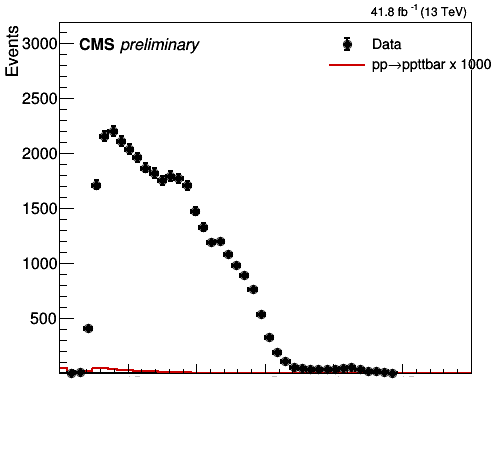 41.8 fb⁻¹ (13 TeV)
CMS preliminary
Data
pp→ppttbar x 1000
Events
3000
2500
2000
1500
1000
500